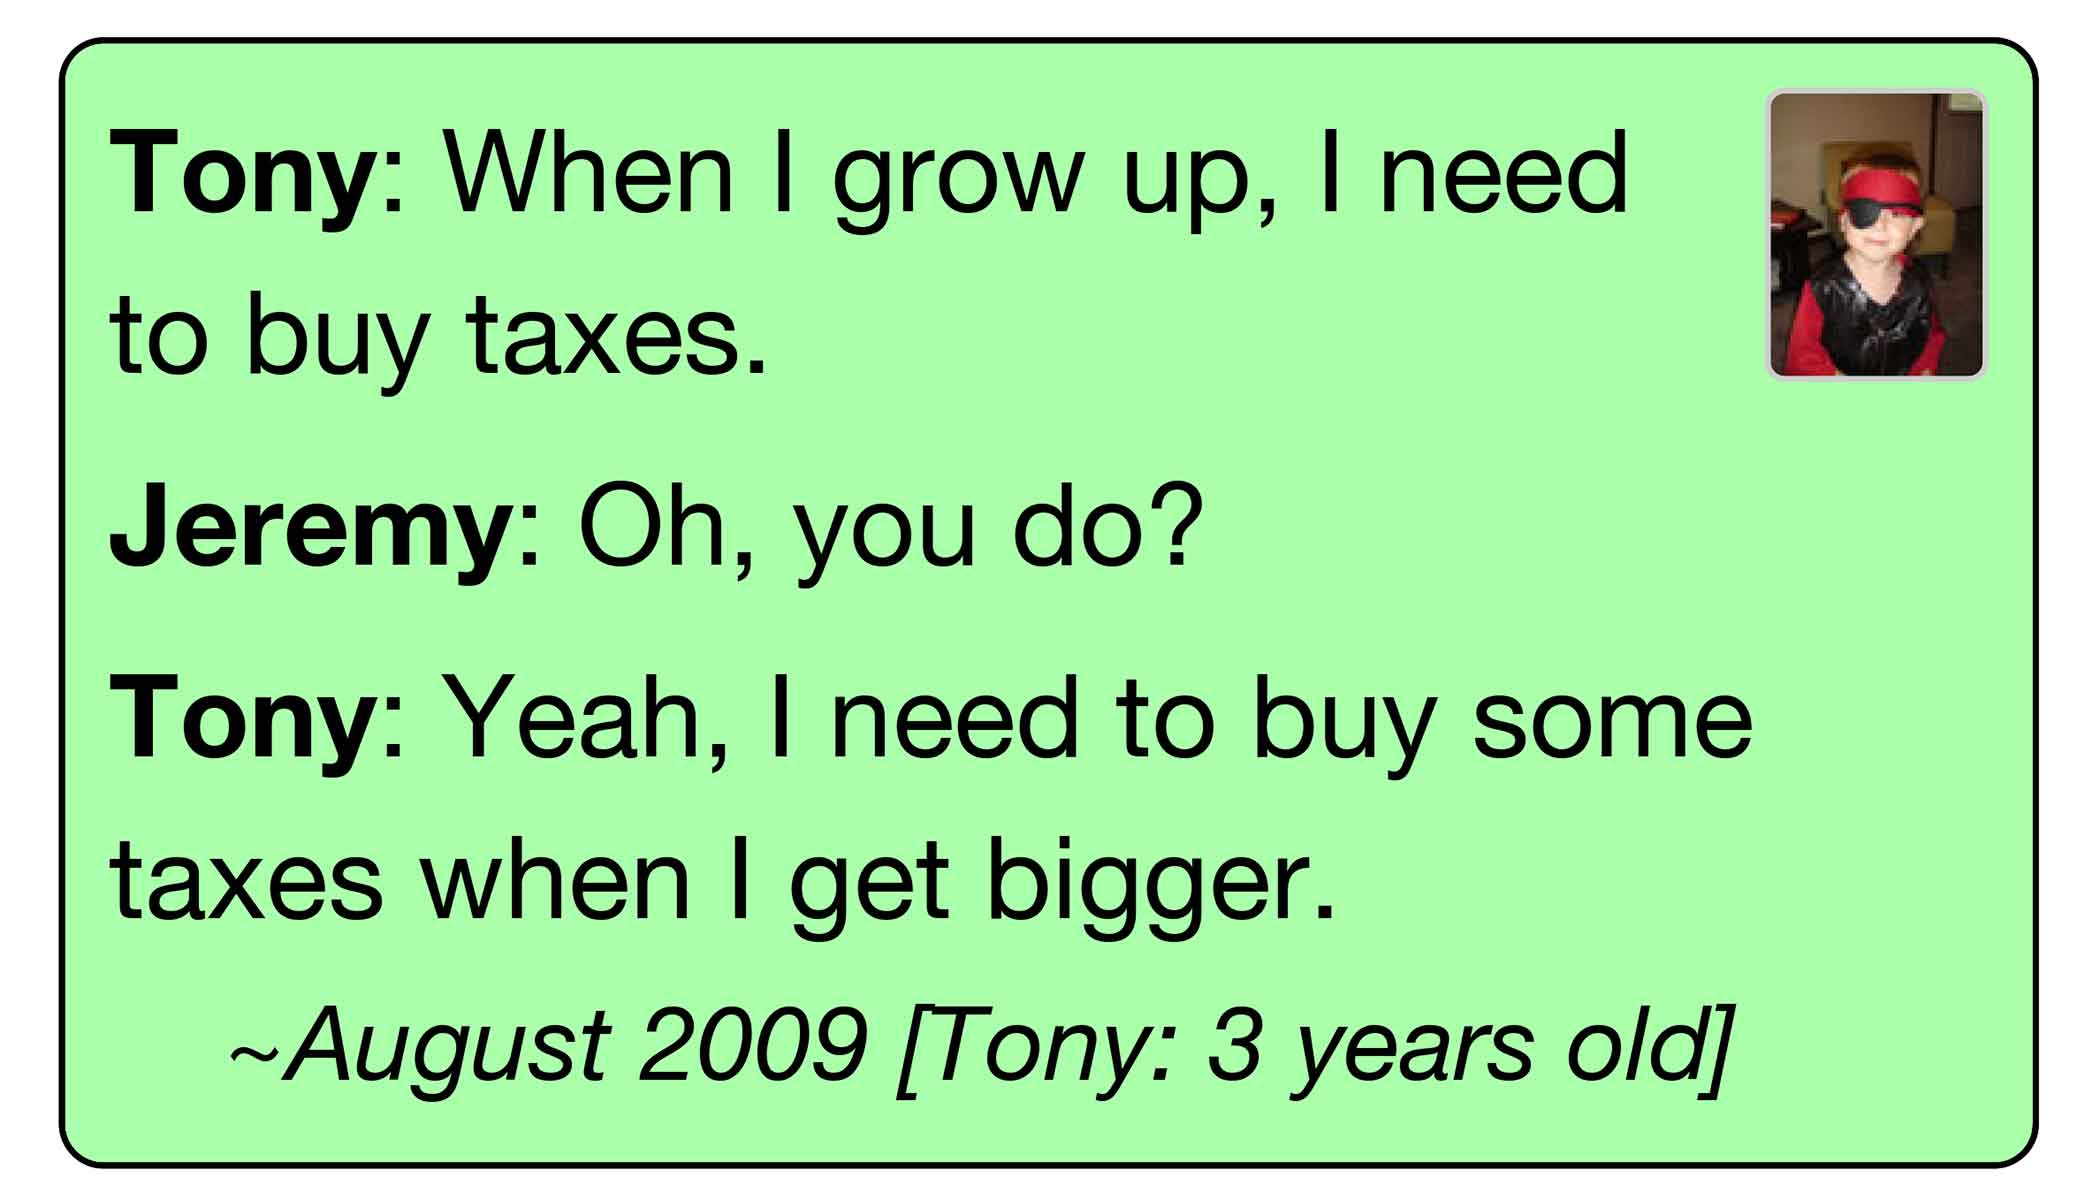 Tony: When I grow up, I need
to buy taxes.
Jeremy: Oh, you do?
Tony: Yeah, I need to buy some
taxes when I get bigger.
~August 2009 [Tony: 3 years old]